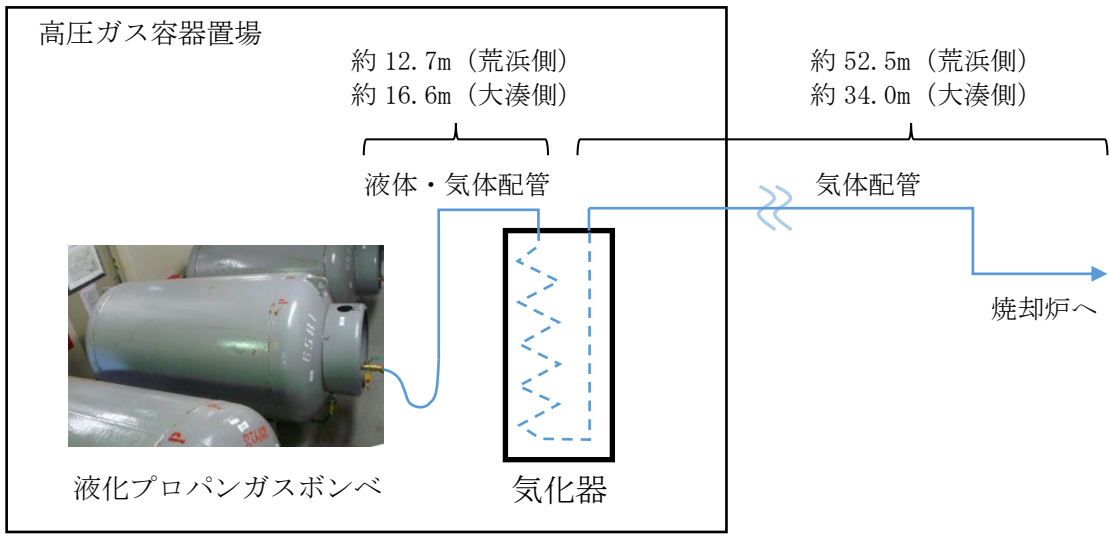 高圧ガス容器置場
約 12.7m (荒浜側)
約 16.6m (大湊側)
約 52.5m (荒浜側)
約 34.0m (大湊側)
液体・気体配管
気体配管
焼却炉へ
液化プロパンガスボンベ
気化器